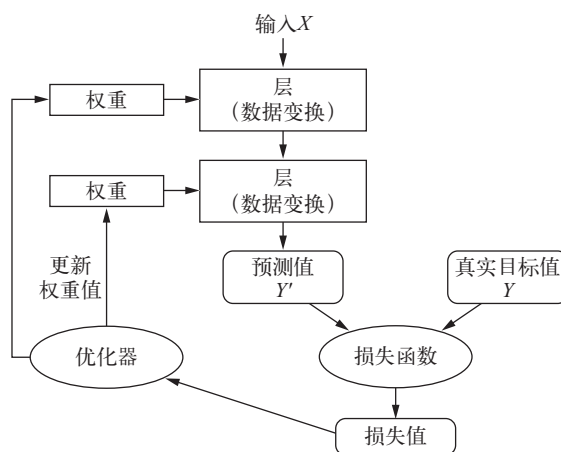 输入X
权重
层
(数据变换)
权重
层
(数据变换)
更新
权重值
预测值
Y'
真实目标值
Y
优化器
损失函数
损失值